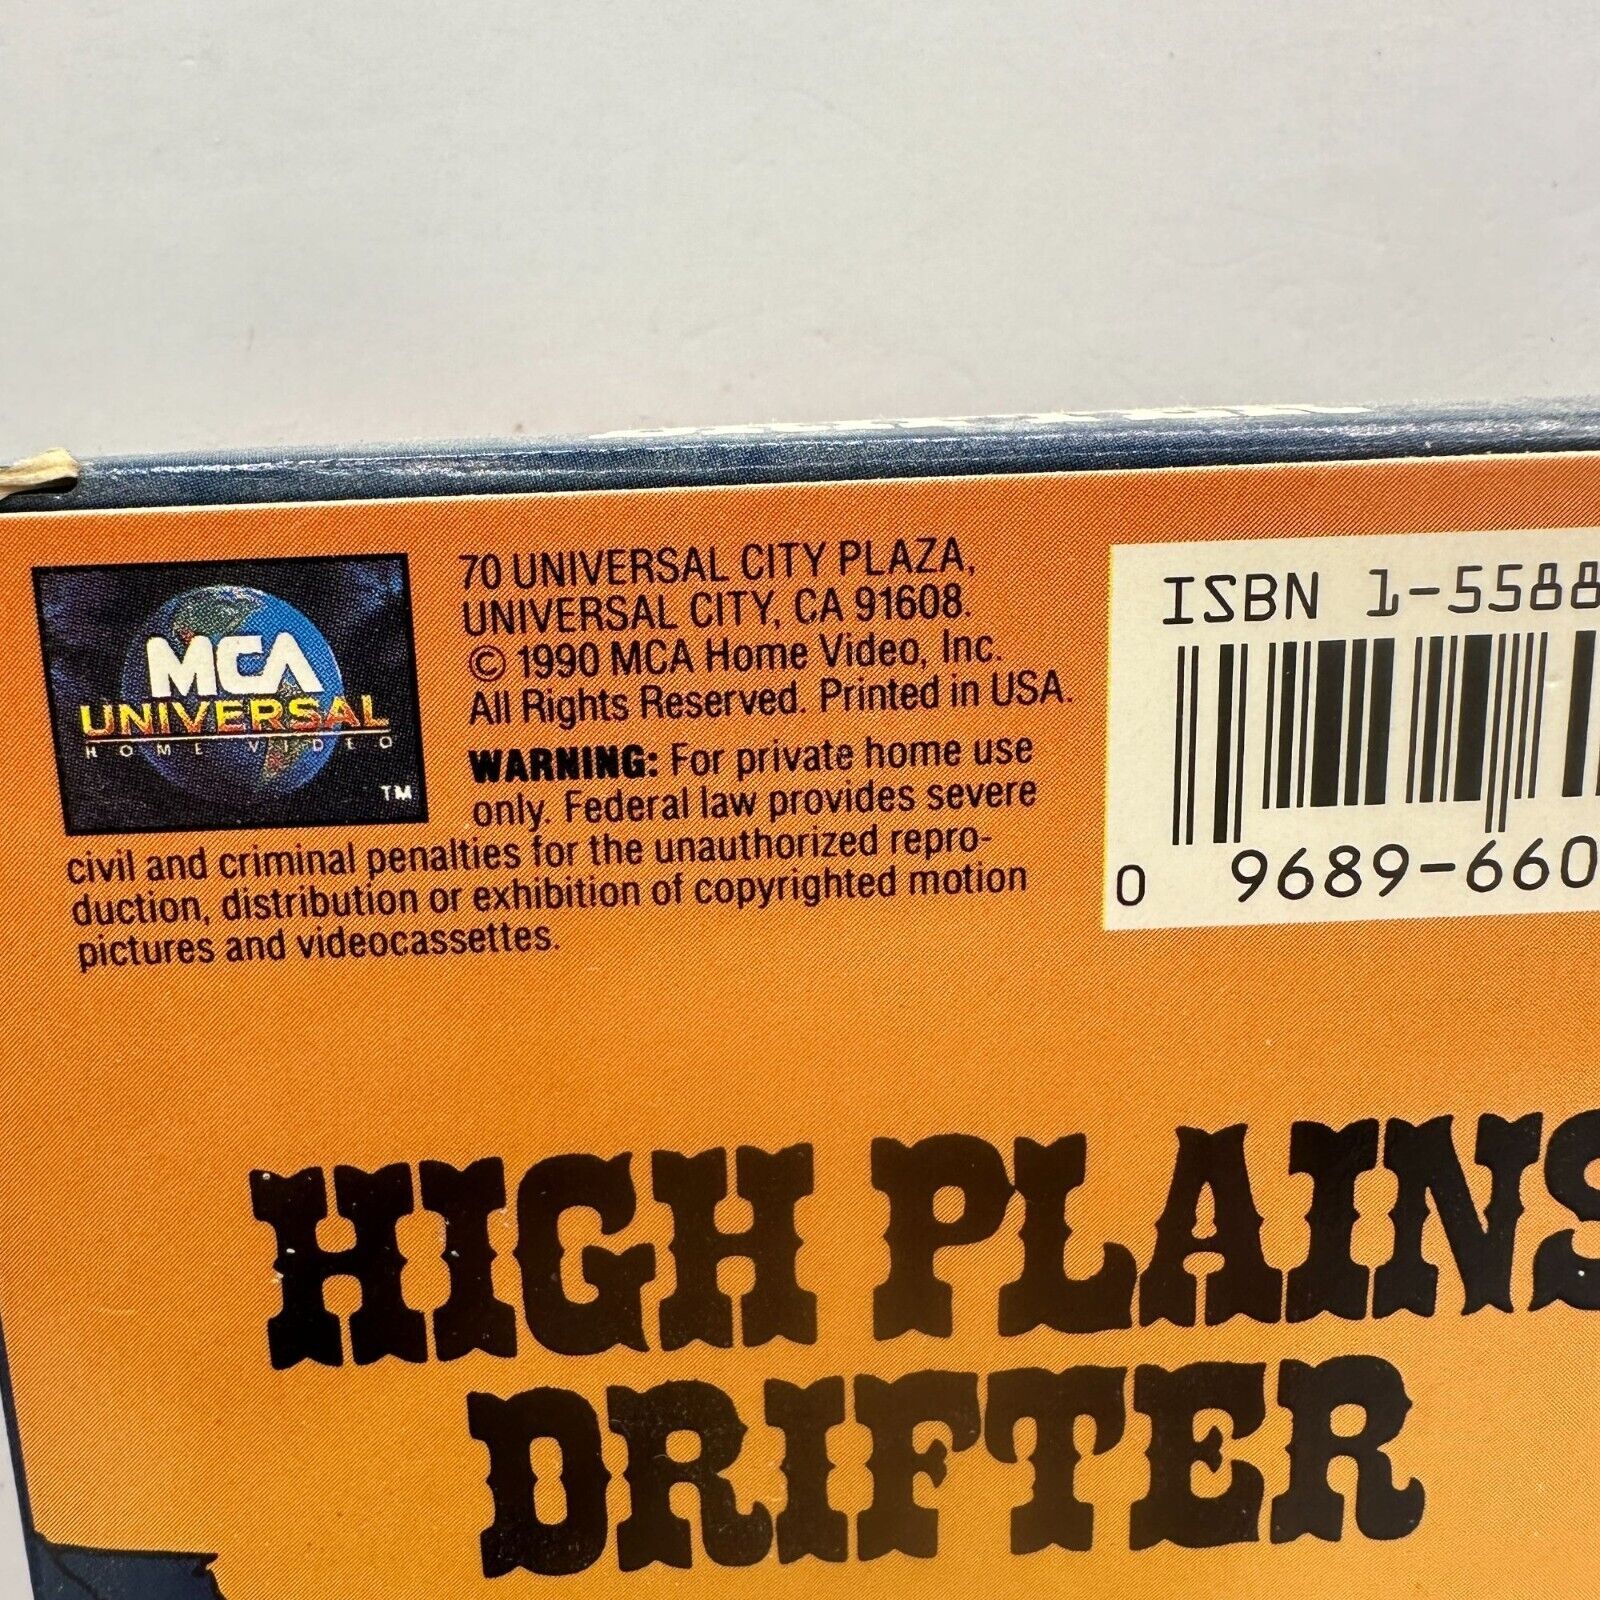 MCA
UNIVERSAL
HOME VIDEO
TM
70 UNIVERSAL CITY PLAZA,
UNIVERSAL CITY, CA 91608.
© 1990 MCA Home Video, Inc.
All Rights Reserved. Printed in USA.
WARNING: For private home use
only. Federal law provides severe
civil and criminal penalties for the unauthorized repro-
duction, distribution or exhibition of copyrighted motion
pictures and videocassettes.
ISBN 1-5588
0 9689-660
HIGH PLAINS
DRIFTER